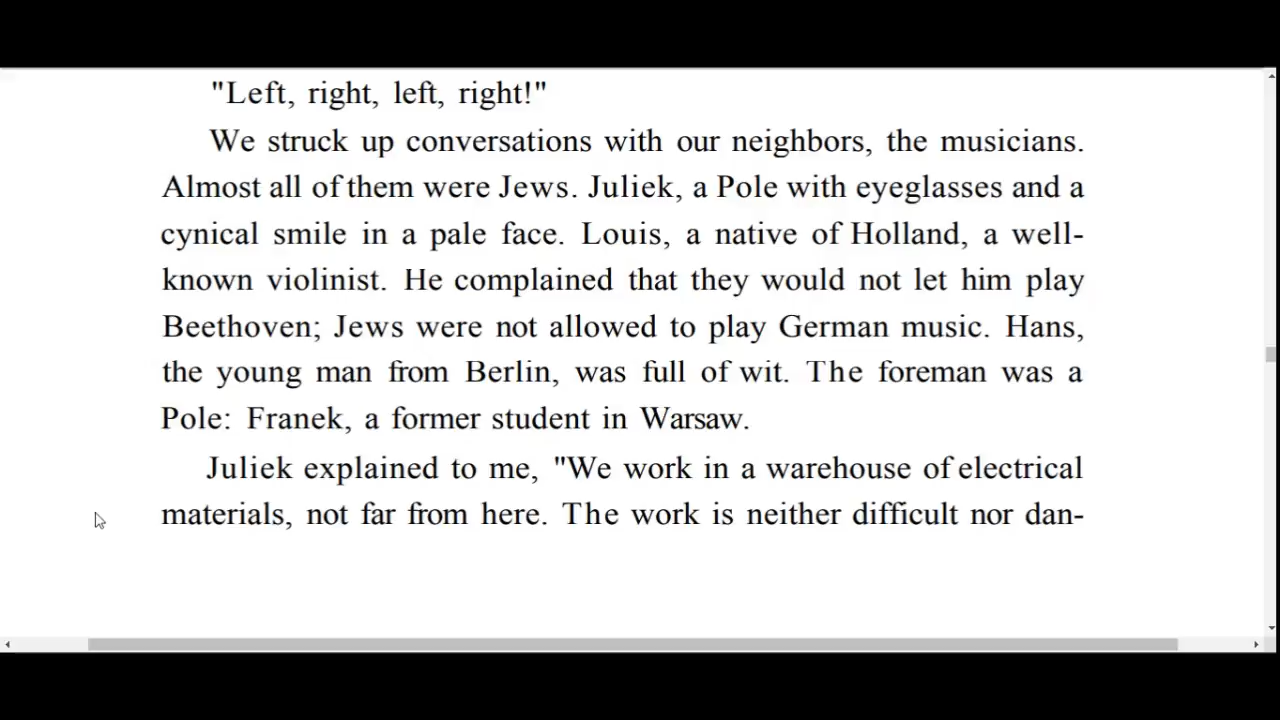 "Left, right, left, right!"
We struck up conversations with our neighbors, the musicians.
Almost all of them were Jews. Juliek, a Pole with eyeglasses and a
cynical smile in a pale face. Louis, a native of Holland, a well-
known violinist. He complained that they would not let him play
Beethoven; Jews were not allowed to play German music. Hans,
the young man from Berlin, was full of wit. The foreman was a
Pole: Franek, a former student in Warsaw.
Juliek explained to me, "We work in a warehouse of electrical
materials, not far from here. The work is neither difficult nor dan-